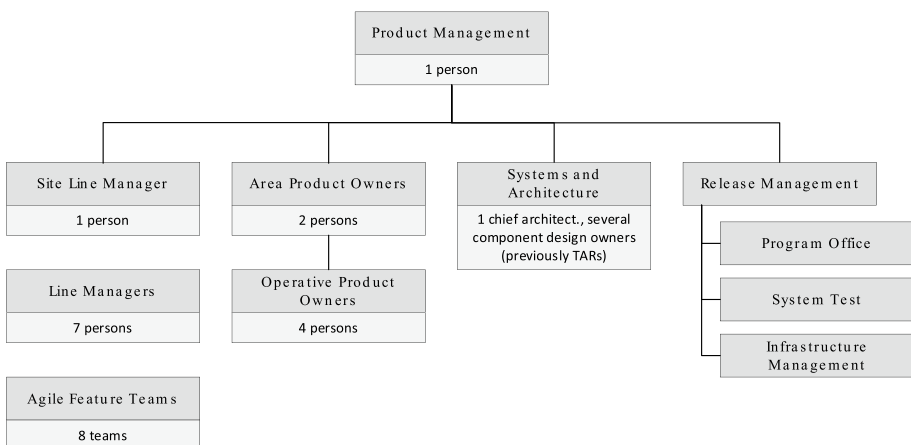 Product Management
1 person
Site Line Manager
1 person
Area Product Owners
2 persons
Systems and
Architecture
1 chief architect., several
component design owners
(previously TARs)
Release Management
Program Office
System Test
Infrastructure
Management
Line Managers
7 persons
Operative Product
Owners
4 persons
Agile Feature Teams
8 teams